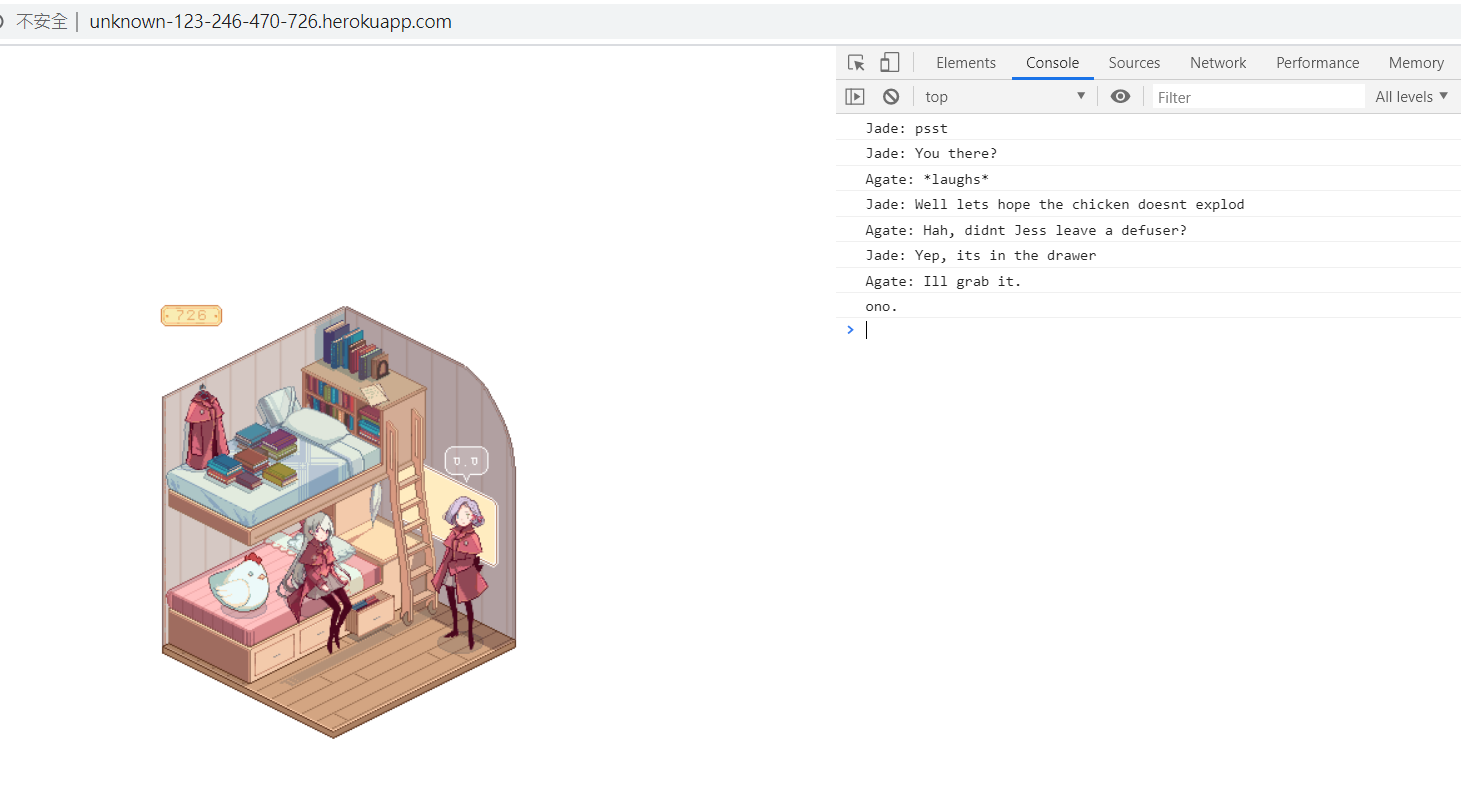 不安全 | unknown-123-246-470-726.herokuapp.com
Elements Console Sources Network Performance Memory
top Filter All levels
Jade: psst
Jade: You there?
Agate: *laughs*
Jade: Well lets hope the chicken doesnt explod
Agate: Hah, didnt Jess leave a defuser?
Jade: Yep, its in the drawer
Agate: Ill grab it.
ono.
726